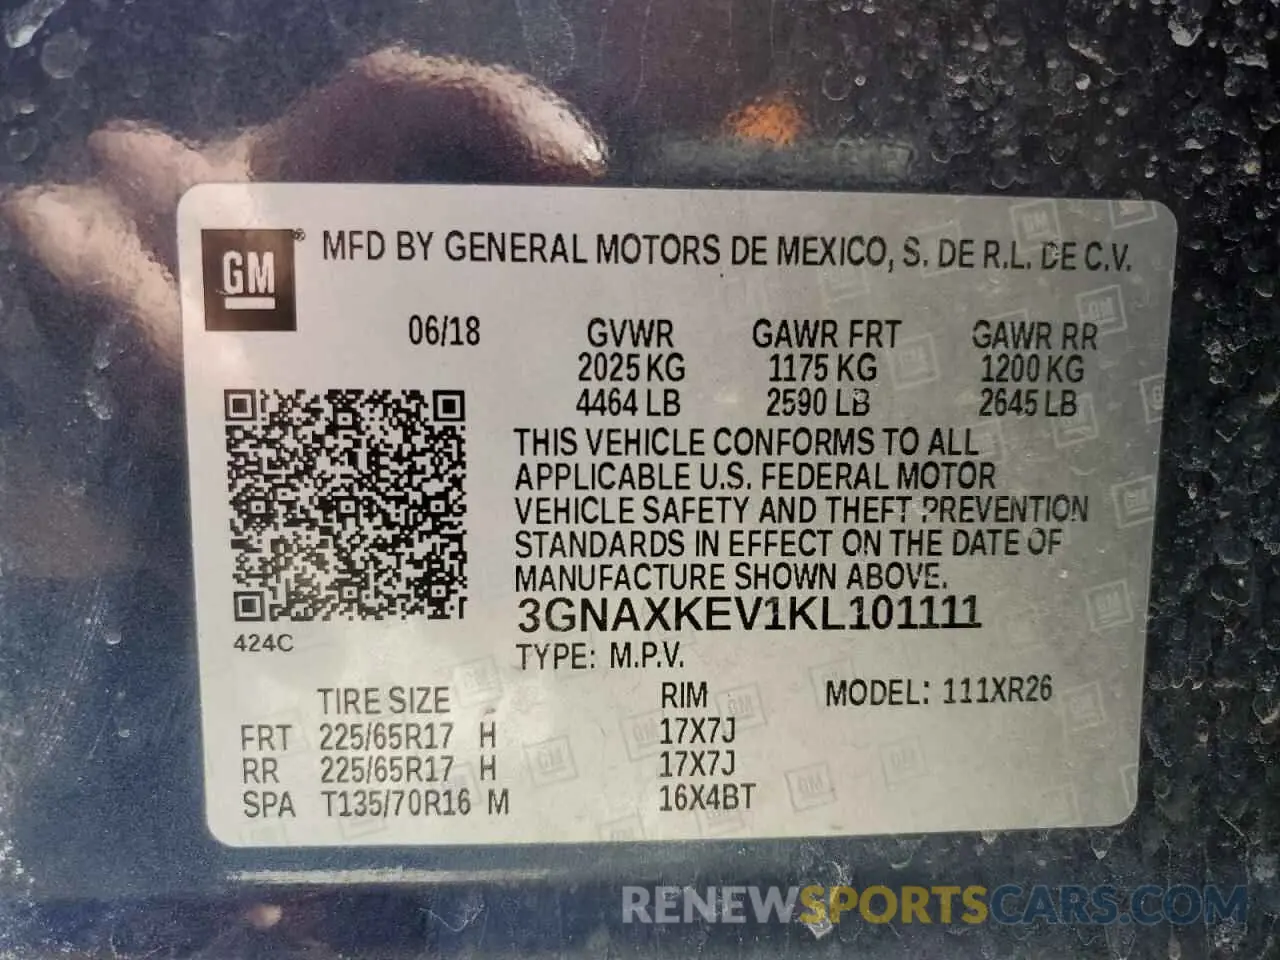 GM® MFD BY GENERAL MOTORS DE MEXICO, S. DE R.L. DE C.V.
06/18 GVWR GAWR FRT GAWR RR
2025 KG 1175 KG 1200 KG
4464 LB 2590 LB 2645 LB
THIS VEHICLE CONFORMS TO ALL
APPLICABLE U.S. FEDERAL MOTOR
VEHICLE SAFETY AND THEFT PREVENTION
STANDARDS IN EFFECT ON THE DATE OF
MANUFACTURE SHOWN ABOVE.
3GNAXKEV1KL101111
424C
TYPE: M.P.V.
TIRE SIZE RIM MODEL: 111XR26
FRT 225/65R17 H 17X7J
RR 225/65R17 H 17X7J
SPA T135/70R16 M 16X4BT
RENEWSPORTSCARS.COM